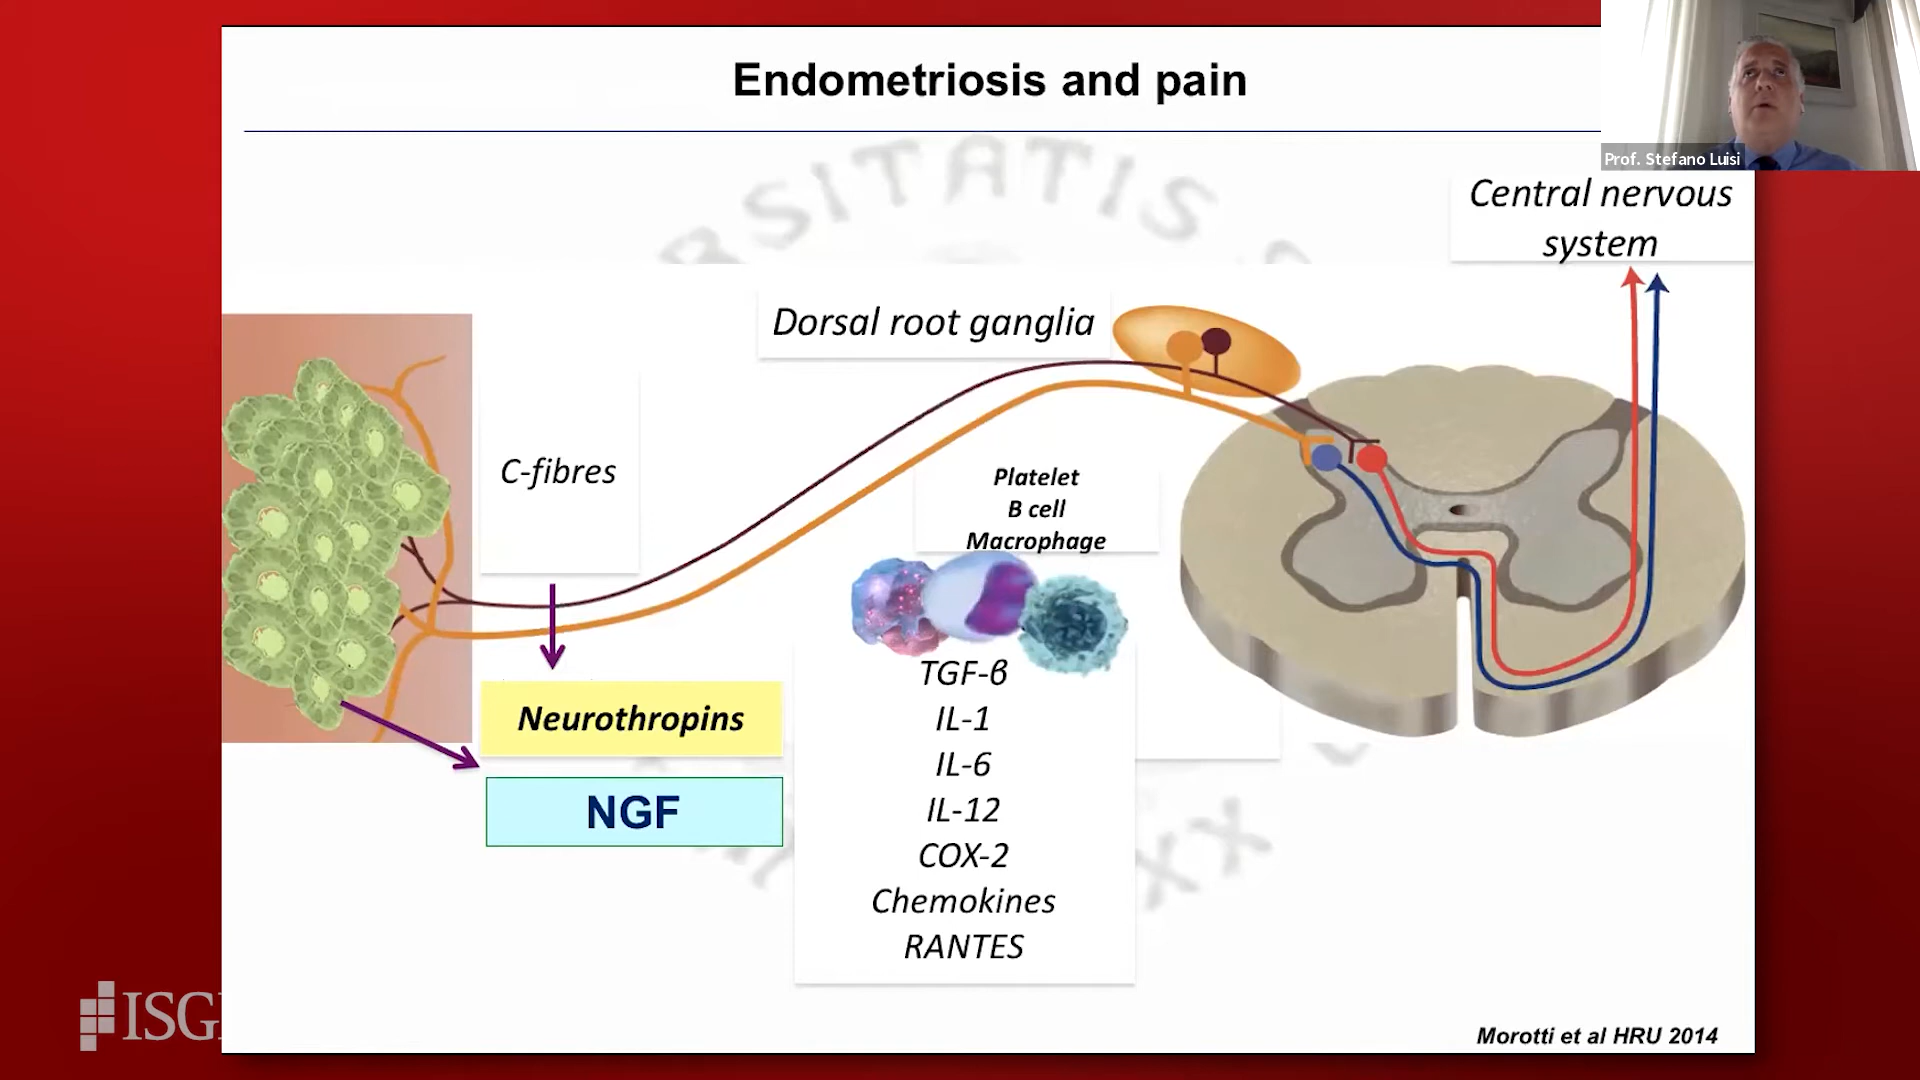 Endometriosis and pain
Prof. Stefano Luisi
Central nervous
system
Dorsal root ganglia
C-fibres
Platelet
B cell
Macrophage
TGF-β
IL-1
IL-6
IL-12
COX-2
Chemokines
RANTES
Neurothropins
NGF
Morotti et al HRU 2014